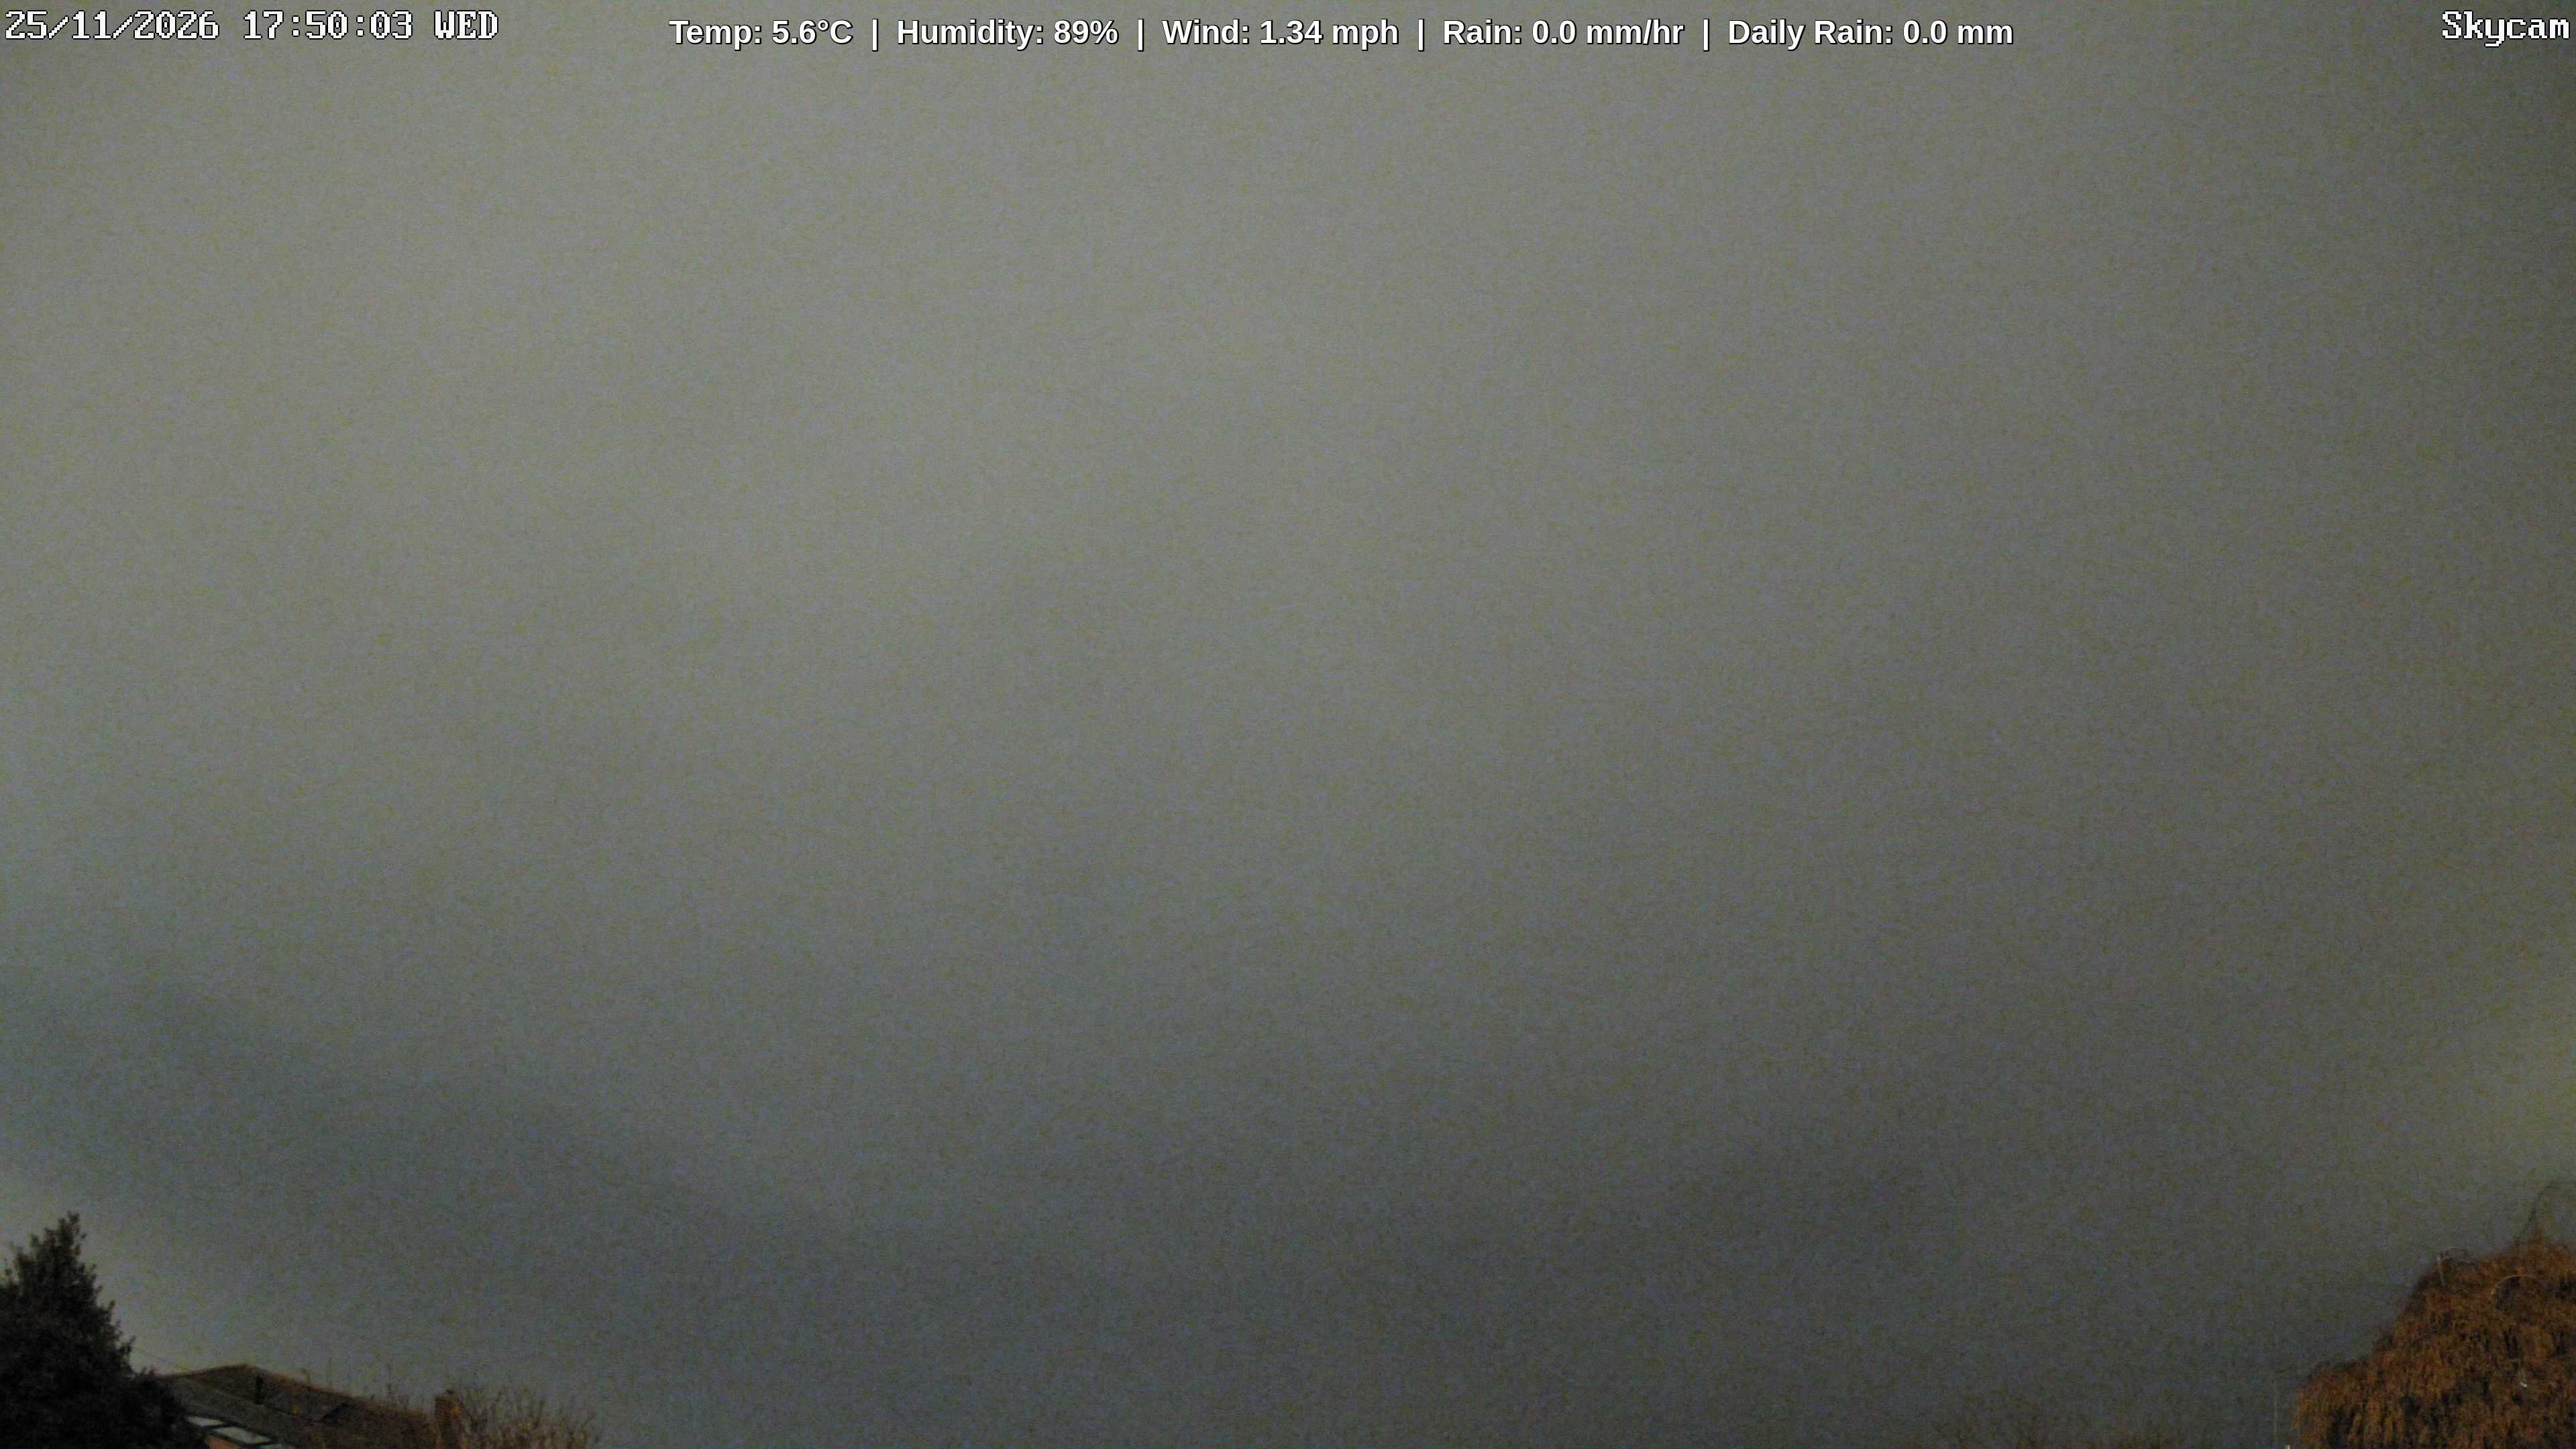 25/11/2026 17:50:03 WED
Temp: 5.6°C | Humidity: 89% | Wind: 1.34 mph | Rain: 0.0 mm/hr | Daily Rain: 0.0 mm
Skycam